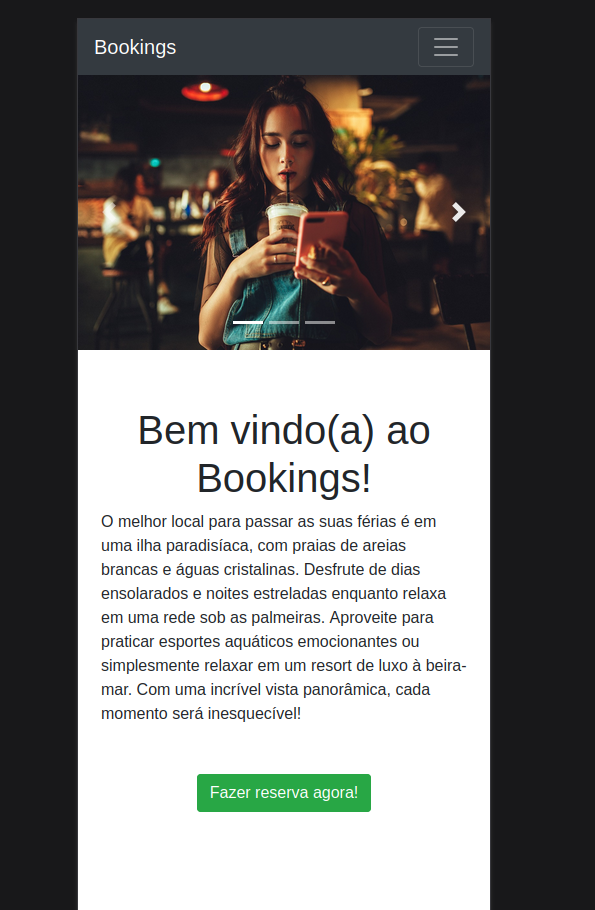 Bookings
Bem vindo(a) ao
Bookings!
O melhor local para passar as suas férias é em
uma ilha paradisíaca, com praias de areias
brancas e águas cristalinas. Desfrute de dias
ensolarados e noites estreladas enquanto relaxa
em uma rede sob as palmeiras. Aproveite para
praticar esportes aquáticos emocionantes ou
simplesmente relaxar em um resort de luxo à beira-
mar. Com uma incrível vista panorâmica, cada
momento será inesquecível!
Fazer reserva agora!